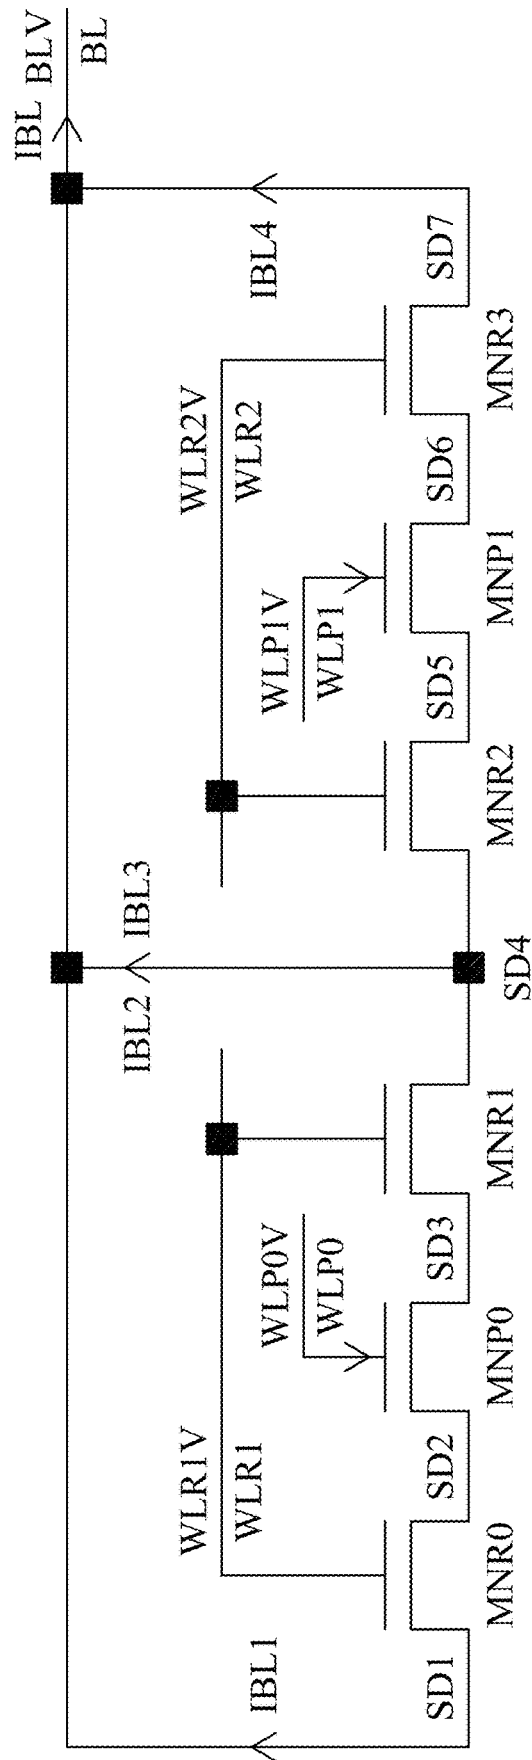 IBL BLV
BL
IBL1
IBL2
IBL3
IBL4
WLR1V
WLR1
WLR2V
WLR2
WLP0V
WLP0
WLP1V
WLP1
SD1
SD2
SD3
SD5
SD6
SD7
MNR0
MNP0
MNR1
SD4
MNR2
MNP1
MNR3